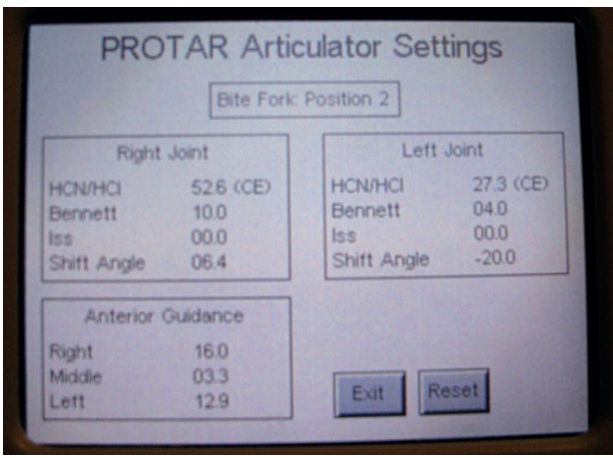 PROTAR Articulator Settings
Bite Fork: Position 2
Right Joint
HCN/HCI 52.6 (CE)
Bennett 10.0
Iss 00.0
Shift Angle 06.4
Left Joint
HCN/HCI 27.3 (CE)
Bennett 04.0
Iss 00.0
Shift Angle -20.0
Anterior Guidance
Right 16.0
Middle 03.3
Left 12.9
Exit
Reset